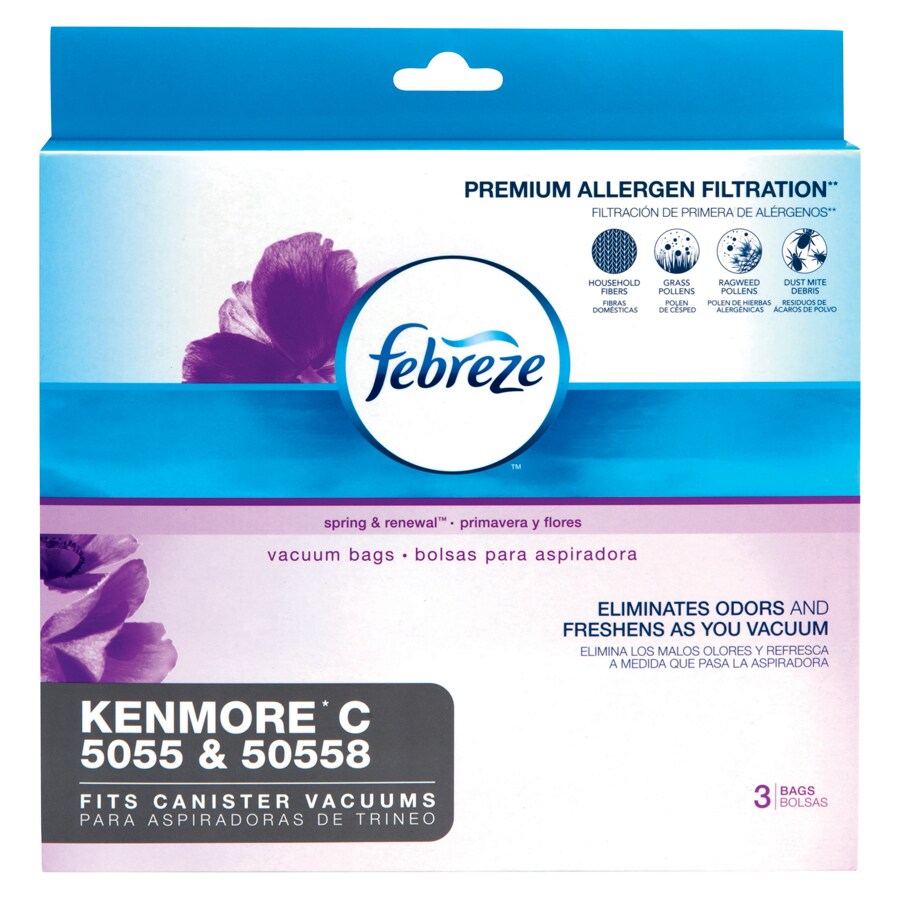 PREMIUM ALLERGEN FILTRATION**
FILTRACIÓN DE PRIMERA DE ALÉRGENOS**
HOUSEHOLD FIBERS
FIBRAS DOMÉSTICAS
GRASS POLLENS
POLEN DE CÉSPED
RAGWEED POLLENS
POLEN DE HIERBAS ALERGÉNICAS
DUST MITE DEBRIS
RESIDUOS DE ÁCAROS DE POLVO
febreze
TM
spring & renewal™ · primavera y flores
vacuum bags • bolsas para aspiradora
ELIMINATES ODORS AND
FRESHENS AS YOU VACUUM
ELIMINA LOS MALOS OLORES Y REFRESCA
A MEDIDA QUE PASA LA ASPIRADORA
KENMORE* C
5055 & 50558
FITS CANISTER VACUUMS
PARA ASPIRADORAS DE TRINEO
3 BAGS
BOLSAS